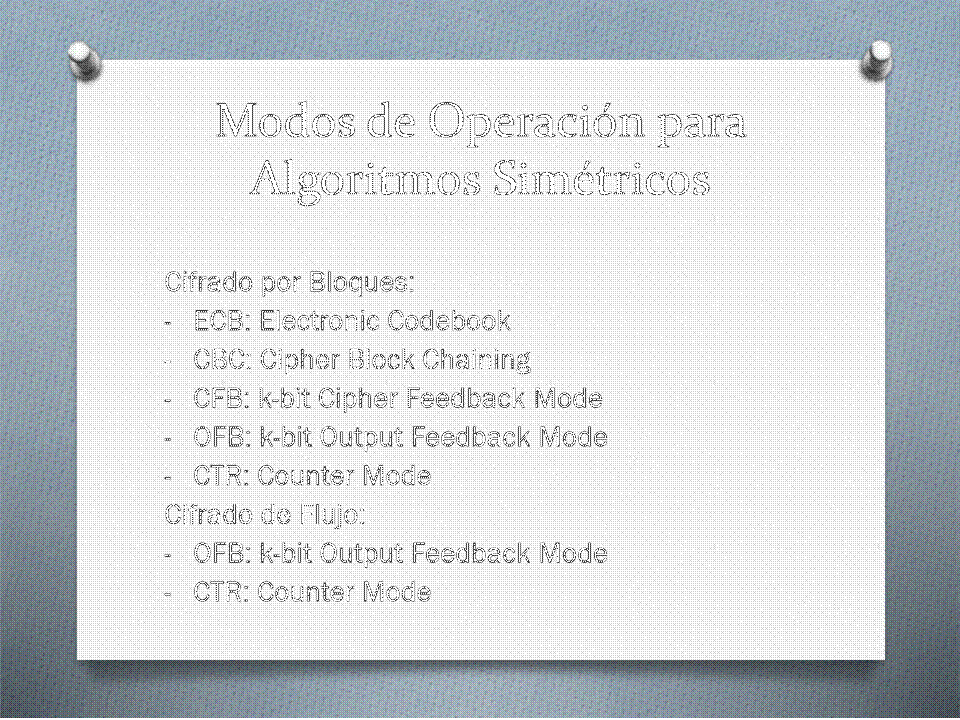 Modos de Operación para
Algoritmos Simétricos
Cifrado por Bloques:
- ECB: Electronic Codebook
- CBC: Cipher Block Chaining
- CFB: k-bit Cipher Feedback Mode
- OFB: k-bit Output Feedback Mode
- CTR: Counter Mode
Cifrado de Flujo:
- OFB: k-bit Output Feedback Mode
- CTR: Counter Mode